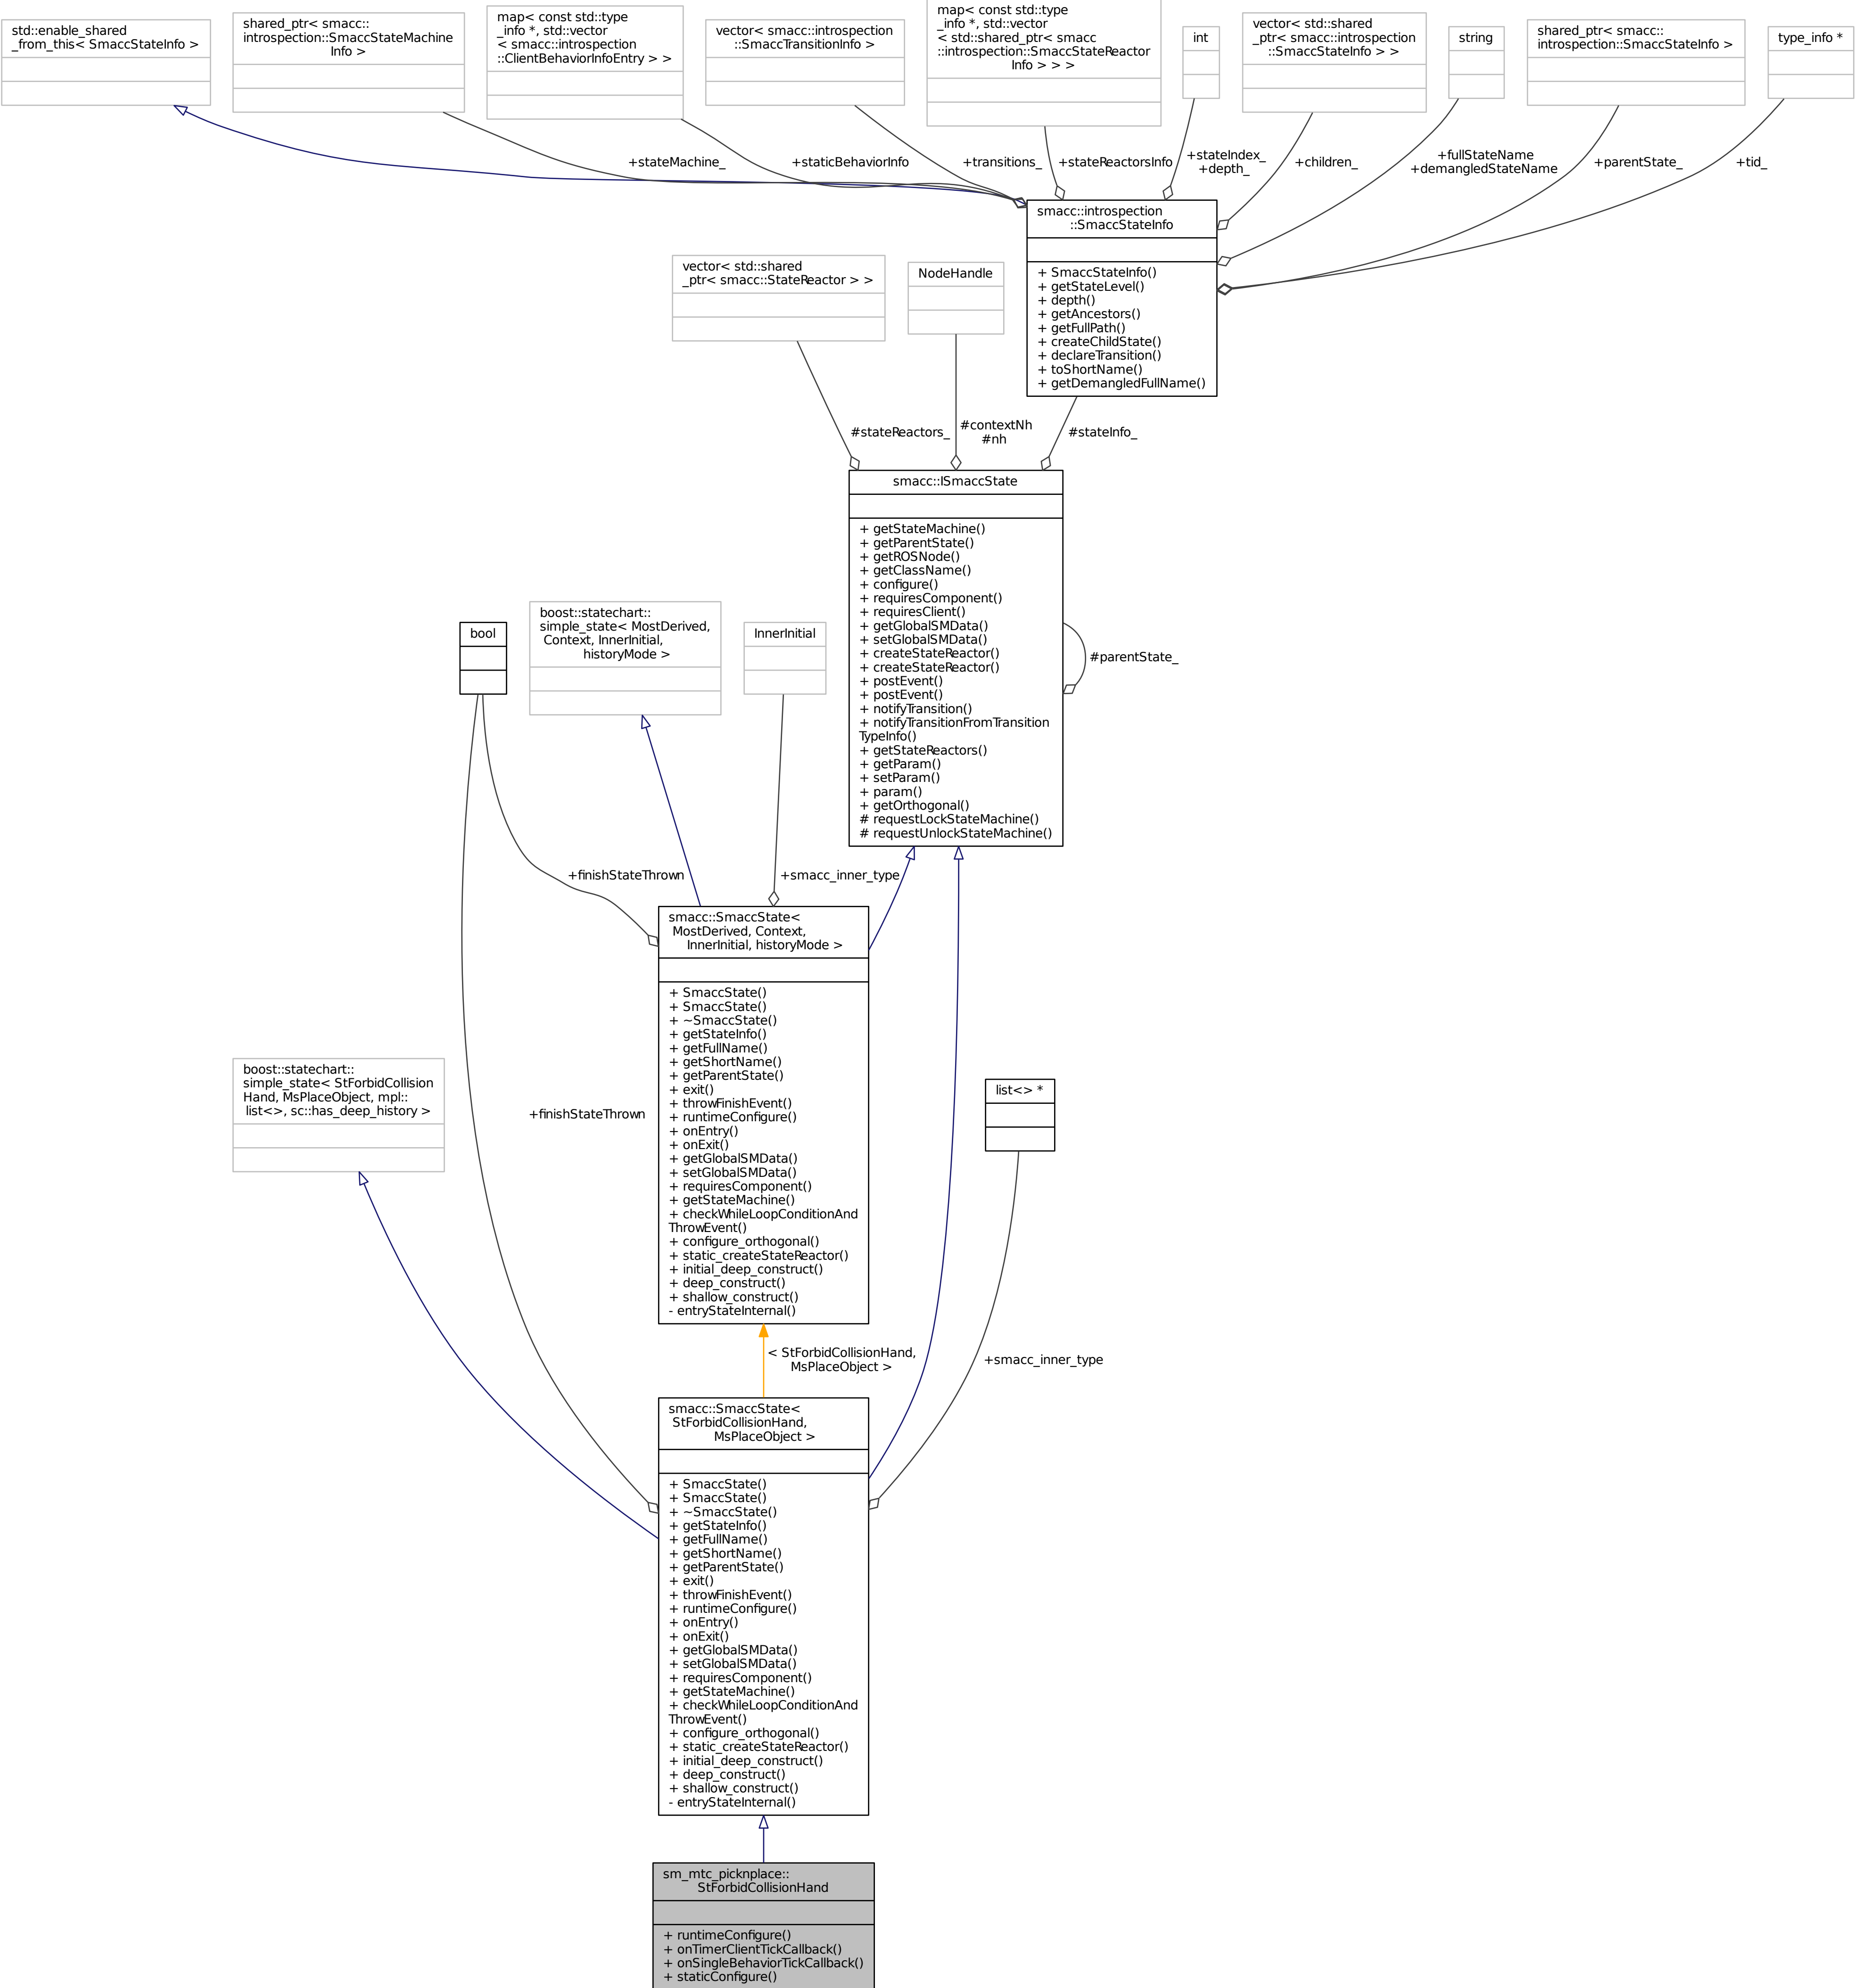 std::enable_shared
_from_this< SmaccStateInfo >
shared_ptr< smacc::
introspection::SmaccStateMachine
Info >
map< const std::type
_info *, std::vector
< smacc::introspection
::ClientBehaviorInfoEntry > >
vector< smacc::introspection
::SmaccTransitionInfo >
map< const std::type
_info *, std::vector
< std::shared_ptr< smacc
::introspection::SmaccStateReactor
Info > > >
int
vector< std::shared
_ptr< smacc::introspection
::SmaccStateInfo > >
string
shared_ptr< smacc::
introspection::SmaccStateInfo >
type_info *
+stateMachine_
+staticBehaviorInfo
+transitions_
+stateReactorsInfo
+stateIndex_
+depth_
+children_
+fullStateName
+demangledStateName
+parentState_
+tid_
smacc::introspection
::SmaccStateInfo
+ SmaccStateInfo()
+ getStateLevel()
+ depth()
+ getAncestors()
+ getFullPath()
+ createChildState()
+ declareTransition()
+ toShortName()
+ getDemangledFullName()
vector< std::shared
_ptr< smacc::StateReactor > >
NodeHandle
#stateReactors_
#contextNh
#nh
#stateInfo_
smacc::ISmaccState
+ getStateMachine()
+ getParentState()
+ getROSNode()
+ getClassName()
+ configure()
+ requiresComponent()
+ requiresClient()
+ getGlobalSMData()
+ setGlobalSMData()
+ createStateReactor()
+ createStateReactor()
+ postEvent()
+ postEvent()
+ notifyTransition()
+ notifyTransitionFromTransition
TypeInfo()
+ getStateReactors()
+ getParam()
+ setParam()
+ param()
+ getOrthogonal()
# requestLockStateMachine()
# requestUnlockStateMachine()
#parentState_
bool
boost::statechart::
simple_state< MostDerived,
Context, InnerInitial,
historyMode >
InnerInitial
+finishStateThrown
+smacc_inner_type
smacc::SmaccState<
MostDerived, Context,
InnerInitial, historyMode >
+ SmaccState()
+ SmaccState()
+ ~SmaccState()
+ getStateInfo()
+ getFullName()
+ getShortName()
+ getParentState()
+ exit()
+ throwFinishEvent()
+ runtimeConfigure()
+ onEntry()
+ onExit()
+ getGlobalSMData()
+ setGlobalSMData()
+ requiresComponent()
+ getStateMachine()
+ checkWhileLoopConditionAnd
ThrowEvent()
+ configure_orthogonal()
+ static_createStateReactor()
+ initial_deep_construct()
+ deep_construct()
+ shallow_construct()
- entryStateInternal()
boost::statechart::
simple_state< StForbidCollision
Hand, MsPlaceObject, mpl::
list<>, sc::has_deep_history >
+finishStateThrown
list<> *
< StForbidCollisionHand,
MsPlaceObject >
+smacc_inner_type
smacc::SmaccState<
StForbidCollisionHand,
MsPlaceObject >
+ SmaccState()
+ SmaccState()
+ ~SmaccState()
+ getStateInfo()
+ getFullName()
+ getShortName()
+ getParentState()
+ exit()
+ throwFinishEvent()
+ runtimeConfigure()
+ onEntry()
+ onExit()
+ getGlobalSMData()
+ setGlobalSMData()
+ requiresComponent()
+ getStateMachine()
+ checkWhileLoopConditionAnd
ThrowEvent()
+ configure_orthogonal()
+ static_createStateReactor()
+ initial_deep_construct()
+ deep_construct()
+ shallow_construct()
- entryStateInternal()
sm_mtc_picknplace::
StForbidCollisionHand
+ runtimeConfigure()
+ onTimerClientTickCallback()
+ onSingleBehaviorTickCallback()
+ staticConfigure()